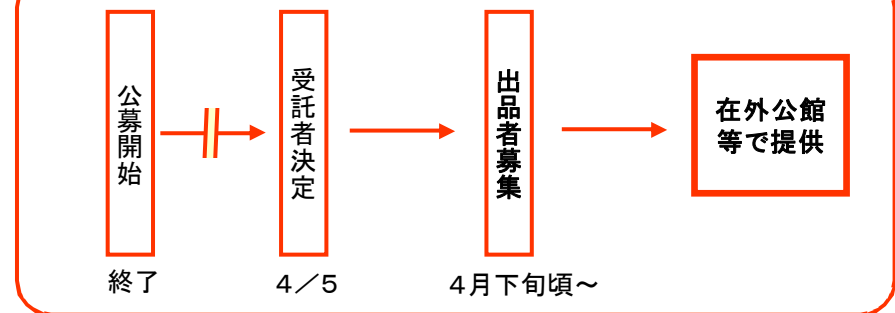 公募開始
受託者決定
出品者募集
在外公館
等で提供
終了
4／5
4月下旬頃～